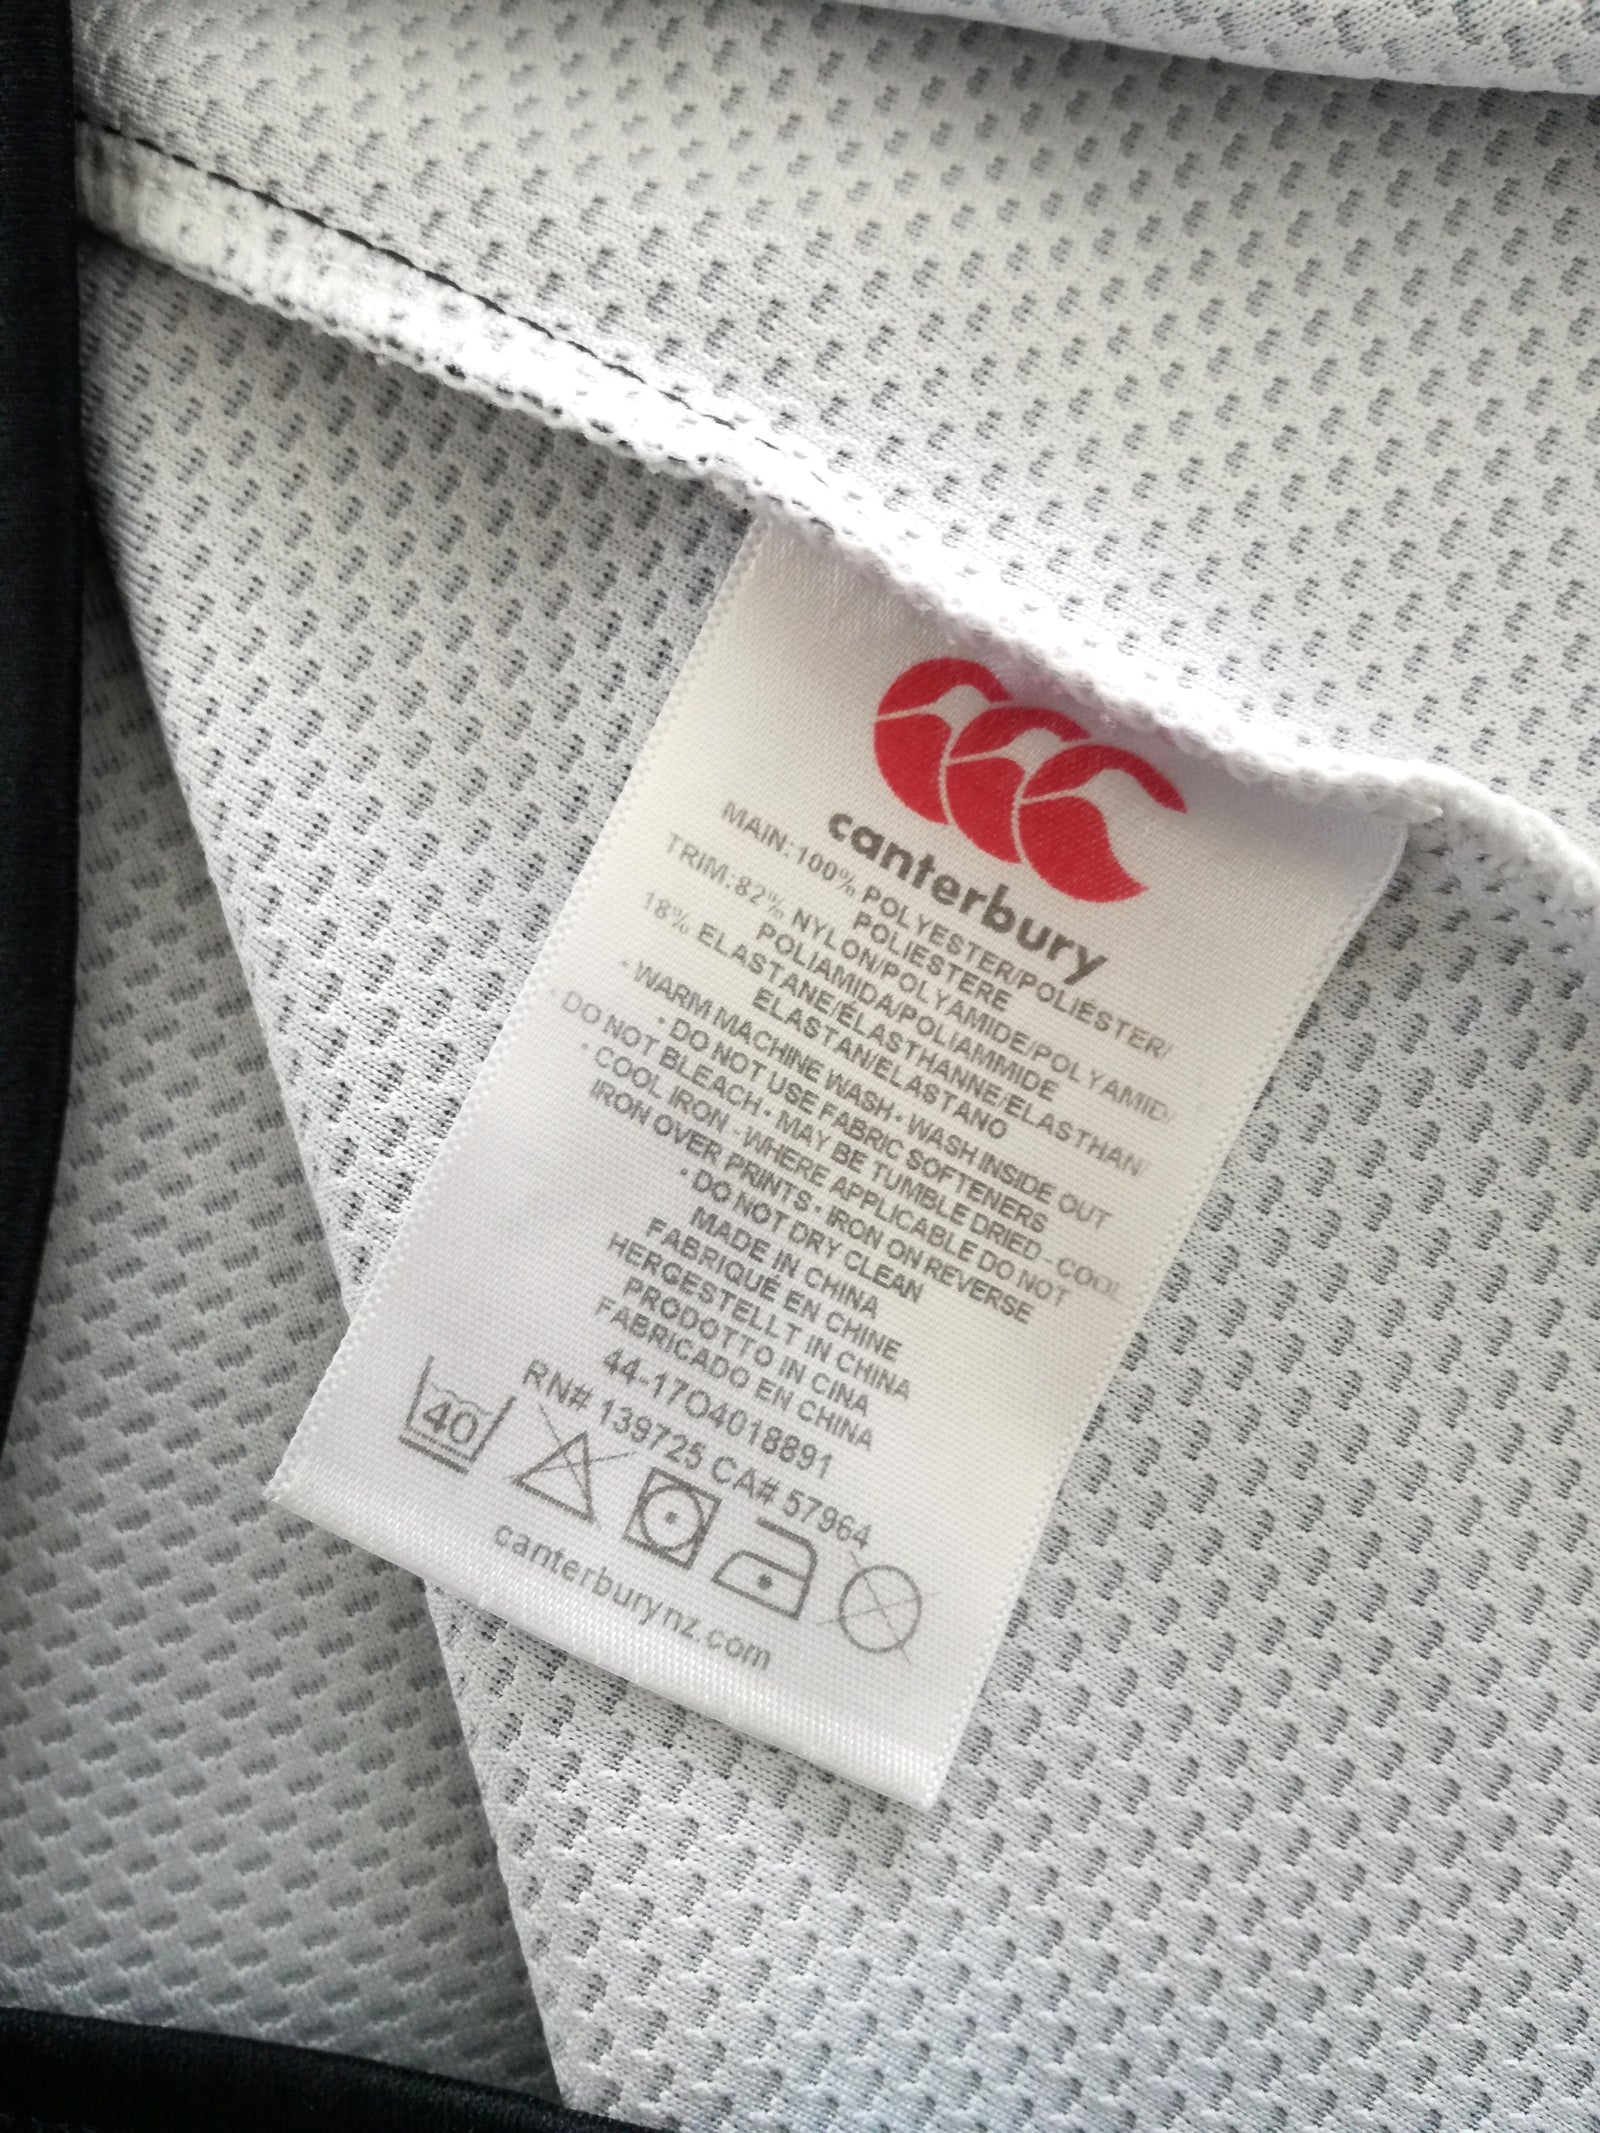 canterbury
MAIN:100% POLYESTER/POLIÉSTER/
POLIESTERE
TRIM:82% NYLON/POLYAMIDE/POLYAMID/
POLIAMIDA/POLIAMMIDE
18% ELASTANE/ÉLASTHANNE/ELASTHAN/
ELASTAN/ELASTANO
• WARM MACHINE WASH • WASH INSIDE OUT
• DO NOT USE FABRIC SOFTENERS
• DO NOT BLEACH • MAY BE TUMBLE DRIED - COOL
• COOL IRON - WHERE APPLICABLE DO NOT
IRON OVER PRINTS • IRON ON REVERSE
• DO NOT DRY CLEAN
MADE IN CHINA
FABRIQUÉ EN CHINE
HERGESTELLT IN CHINA
PRODOTTO IN CINA
FABRICADO EN CHINA
44-17O4018891
RN# 139725 CA# 57964
40
canterburynz.com